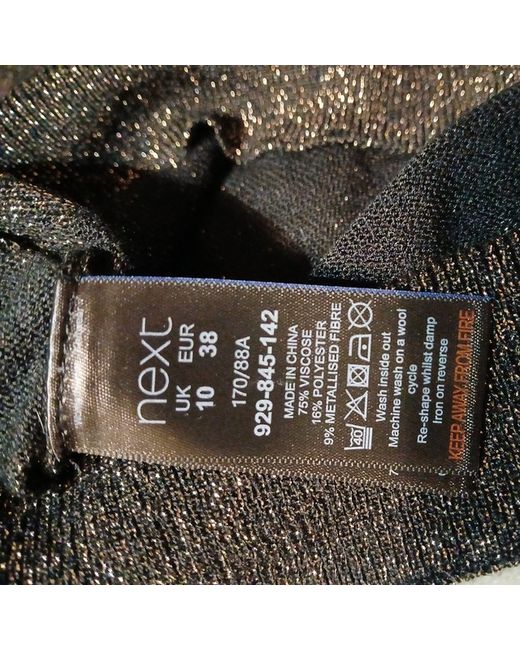 next
UK EUR
10 38
170/88A
929-845-142
MADE IN CHINA
75% VISCOSE
16% POLYESTER
9% METALLISED FIBRE
40
Wash inside out
Machine wash on a wool
cycle
Re-shape whilst damp
Iron on reverse
KEEP AWAY FROM FIRE